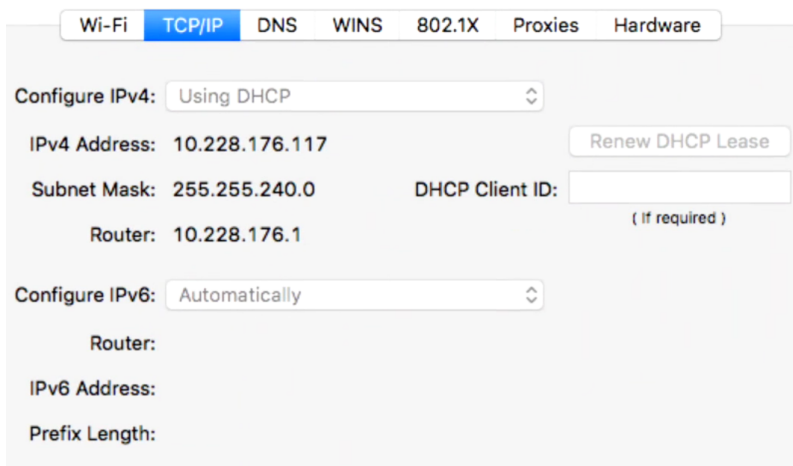 Wi-Fi TCP/IP DNS WINS 802.1X Proxies Hardware
Configure IPv4: Using DHCP
IPv4 Address: 10.228.176.117 Renew DHCP Lease
Subnet Mask: 255.255.240.0 DHCP Client ID:
( If required )
Router: 10.228.176.1
Configure IPv6: Automatically
Router:
IPv6 Address:
Prefix Length: